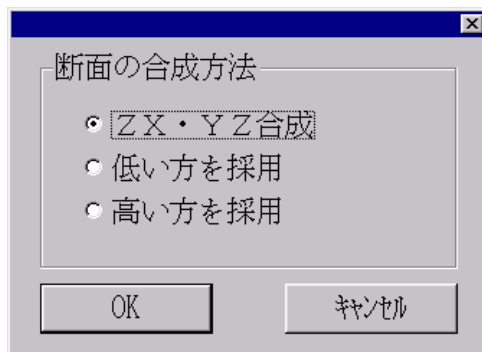 断面の合成方法
ＺＸ・ＹＺ合成
低い方を採用
高い方を採用
OK
ｷｬﾝｾﾙ